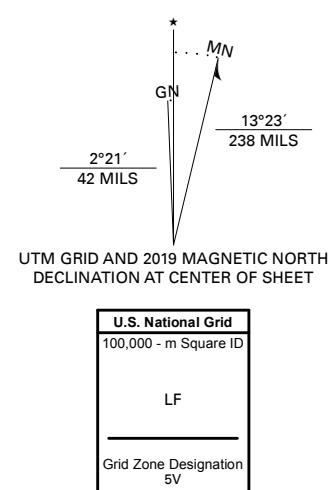 ★
MN
GN
13°23´
238 MILS
2°21´
42 MILS
UTM GRID AND 2019 MAGNETIC NORTH
DECLINATION AT CENTER OF SHEET
U.S. National Grid
100,000 - m Square ID
LF
Grid Zone Designation
5V